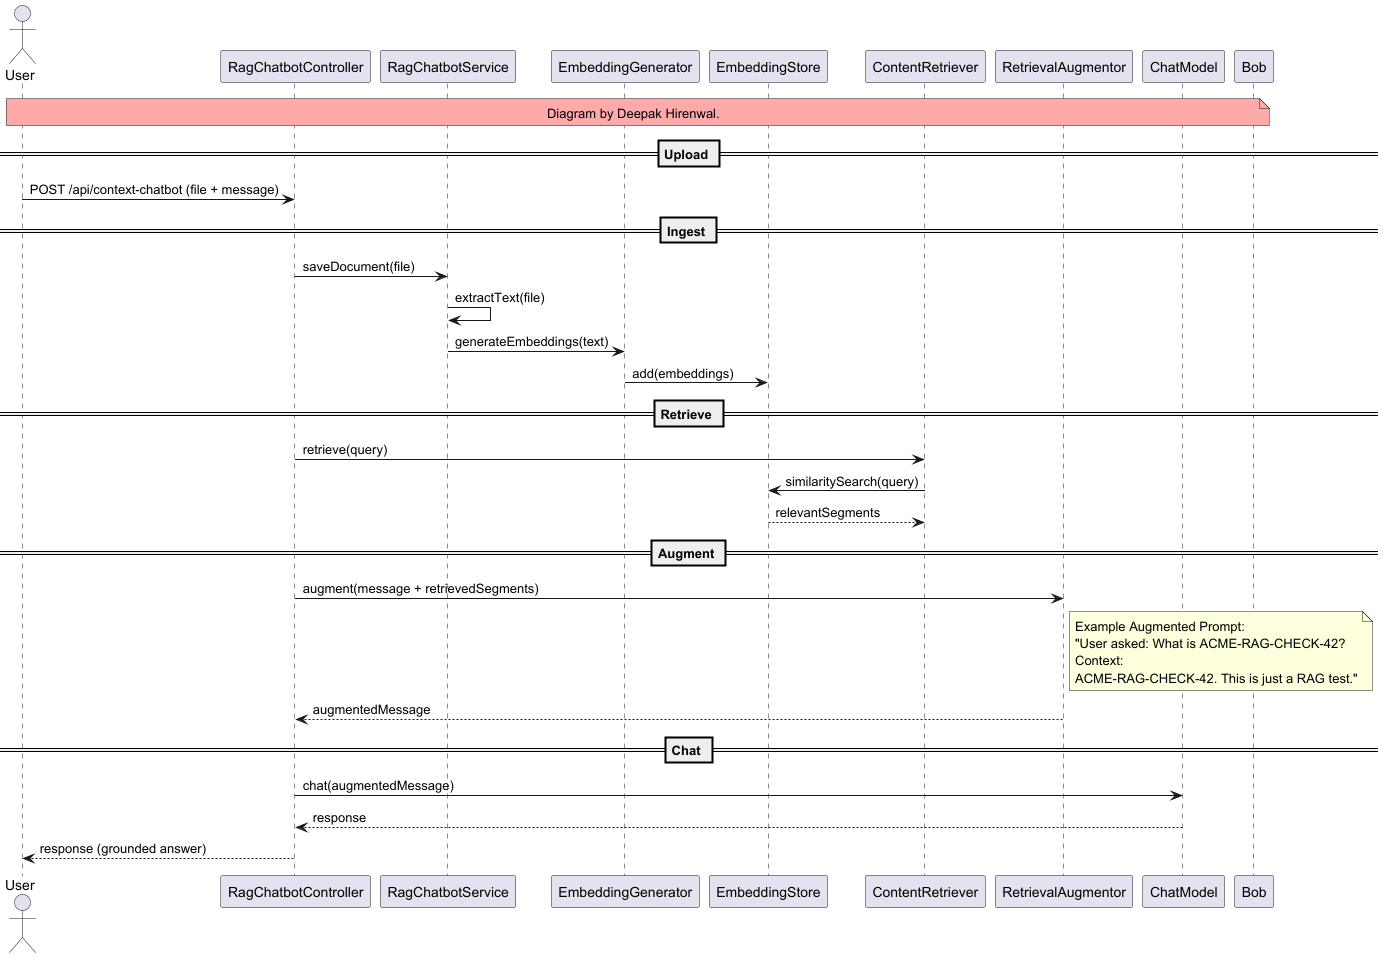 User
RagChatbotController
RagChatbotService
EmbeddingGenerator
EmbeddingStore
ContentRetriever
RetrievalAugmentor
ChatModel
Bob
Diagram by Deepak Hirenwal.
Upload
POST /api/context-chatbot (file + message)
Ingest
saveDocument(file)
extractText(file)
generateEmbeddings(text)
add(embeddings)
Retrieve
retrieve(query)
similaritySearch(query)
relevantSegments
Augment
augment(message + retrievedSegments)
Example Augmented Prompt:
"User asked: What is ACME-RAG-CHECK-42?
Context:
ACME-RAG-CHECK-42. This is just a RAG test."
augmentedMessage
Chat
chat(augmentedMessage)
response
response (grounded answer)
User
RagChatbotController
RagChatbotService
EmbeddingGenerator
EmbeddingStore
ContentRetriever
RetrievalAugmentor
ChatModel
Bob